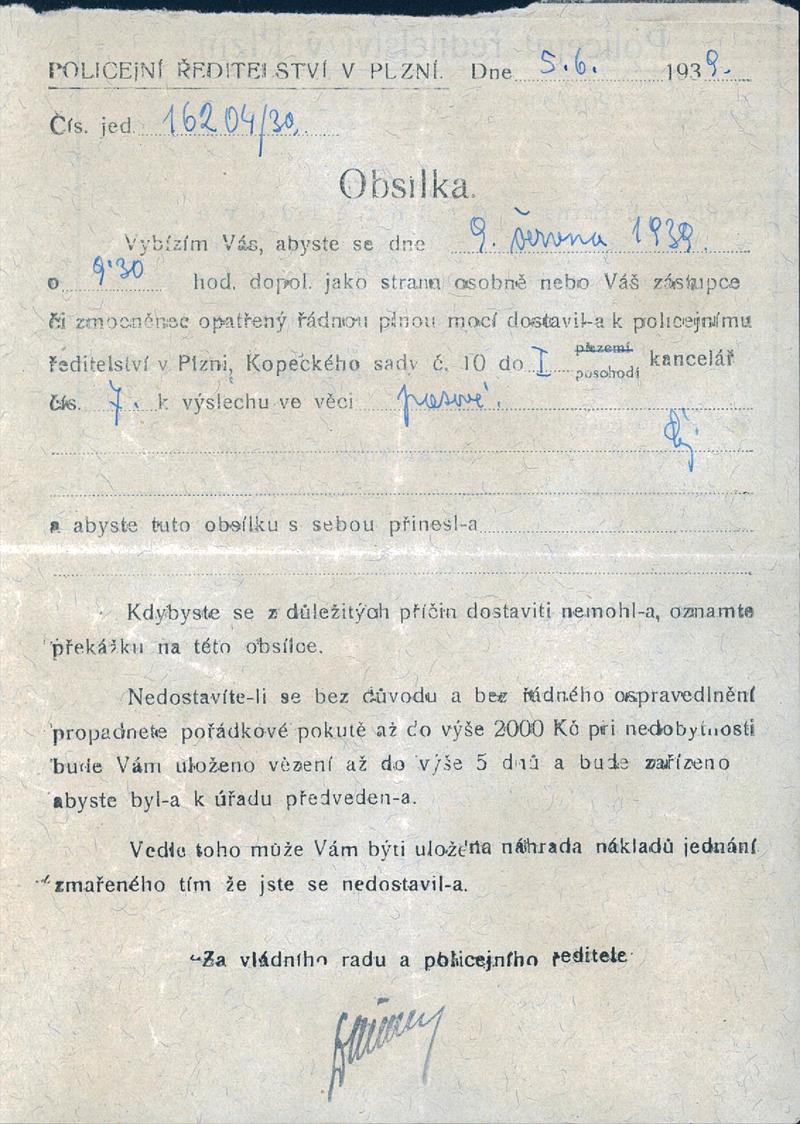 POLICEJNÍ ŘEDITELSTVÍ V PLZNÍ. Dne 5.6. 1939.
Čís. jed. 16204/30.
Obsílka.
Vybízím Vás, abyste se dne 9. června 1939.
o 9·30 hod. dopol. jako strana osobně nebo Váš zástupce
či zmocněnec opatřený řádnou plnou mocí dostavil-a k policejnímu
ředitelství v Plzni, Kopeckého sady č. 10 do I přízemí poschodí kancelář
čís. 7. k výslechu ve věci pasové.
a abyste tuto obsílku s sebou přinesl-a
Kdybyste se z důležitých příčin dostaviti nemohl-a, oznamte
překážku na této obsílce.
Nedostavíte-li se bez důvodu a bez řádného ospravedlnění
propadnete pořádkové pokutě až do výše 2000 Kč při nedobytnosti
bude Vám uloženo vězení až do výše 5 dnů a bude zařízeno
abyste byl-a k úřadu předveden-a.
Vedle toho může Vám býti uložena náhrada nákladů jednání
zmařeného tím že jste se nedostavil-a.
Za vládního radu a policejního ředitele